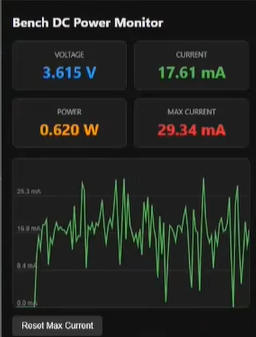 Bench DC Power Monitor
VOLTAGE
3.615 V
CURRENT
17.61 mA
POWER
0.620 W
MAX CURRENT
29.34 mA
25.3 mA
16.8 mA
8.4 mA
0.0 mA
Reset Max Current